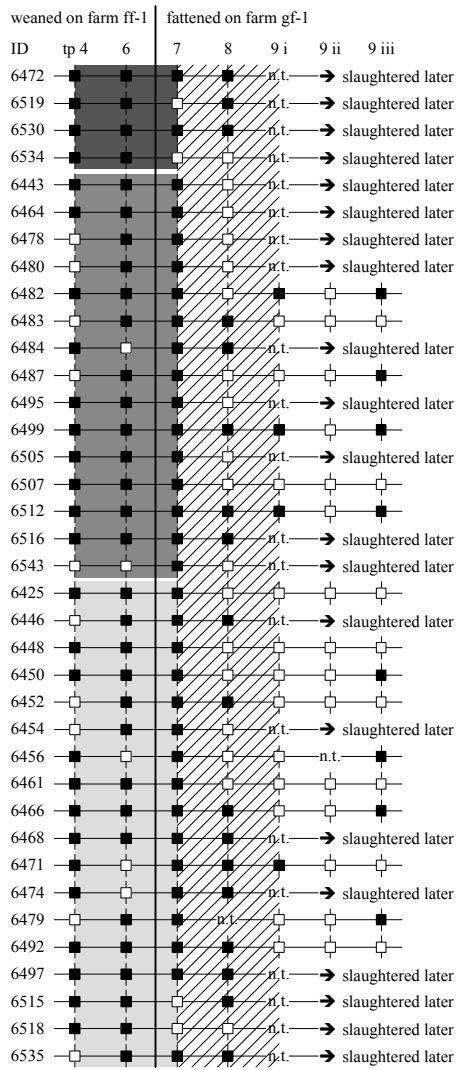 weaned on farm ff-1 fattened on farm gf-1
ID tp 4 6 7 8 9 i 9 ii 9 iii
6472 n.t. ➔ slaughtered later
6519 n.t. ➔ slaughtered later
6530 n.t. ➔ slaughtered later
6534 n.t. ➔ slaughtered later
6443 n.t. ➔ slaughtered later
6464 n.t. ➔ slaughtered later
6478 n.t. ➔ slaughtered later
6480 n.t. ➔ slaughtered later
6482
6483
6484 n.t. ➔ slaughtered later
6487
6495 n.t. ➔ slaughtered later
6499
6505 n.t. ➔ slaughtered later
6507
6512
6516 n.t. ➔ slaughtered later
6543 n.t. ➔ slaughtered later
6425
6446 n.t. ➔ slaughtered later
6448
6450
6452
6454 n.t. ➔ slaughtered later
6456 n.t.
6461
6466
6468 n.t. ➔ slaughtered later
6471
6474 n.t. ➔ slaughtered later
6479 n.t.
6492
6497 n.t. ➔ slaughtered later
6515 n.t. ➔ slaughtered later
6518 n.t. ➔ slaughtered later
6535 n.t. ➔ slaughtered later